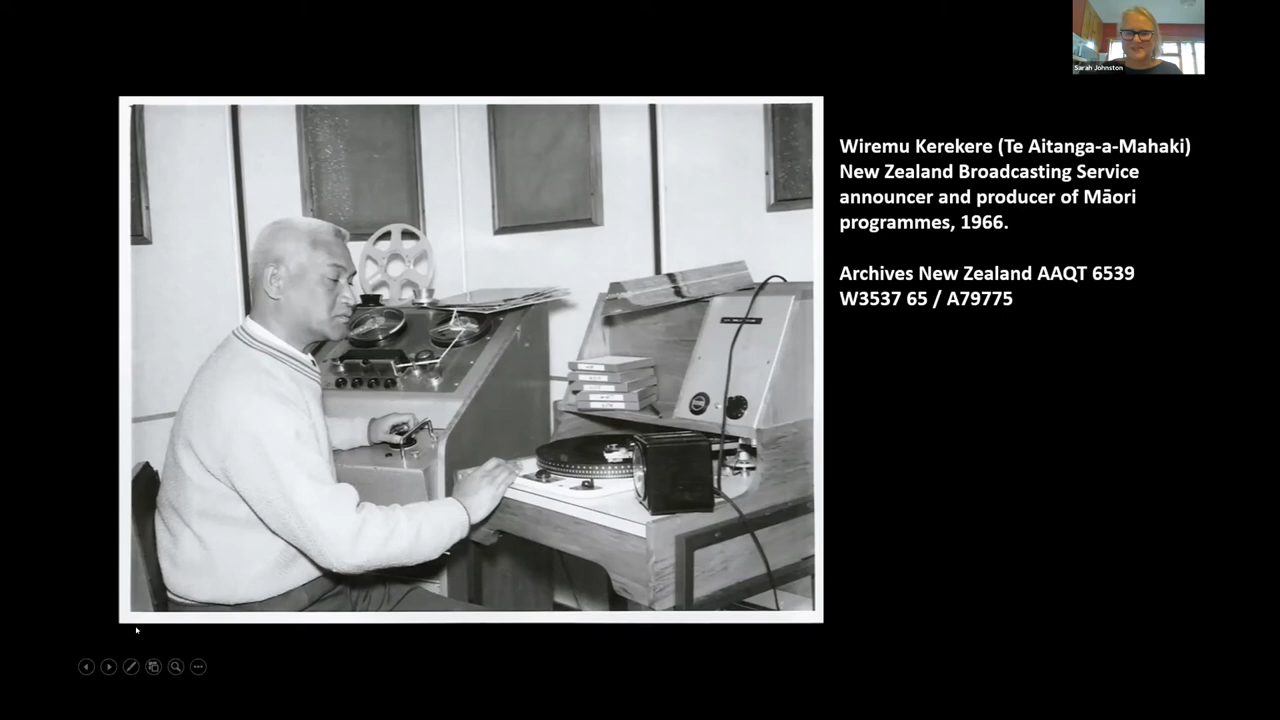 Sarah Johnston
Wiremu Kerekere (Te Aitanga-a-Mahaki)
New Zealand Broadcasting Service
announcer and producer of Māori
programmes, 1966.
Archives New Zealand AAQT 6539
W3537 65 / A79775